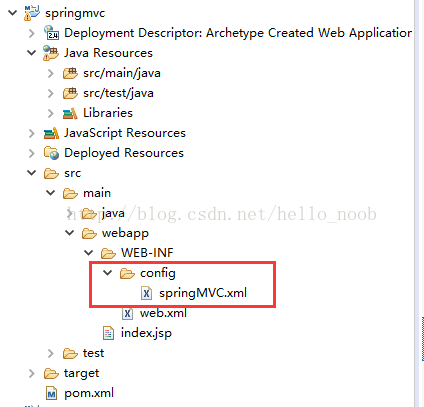 springmvc
Deployment Descriptor: Archetype Created Web Application
Java Resources
src/main/java
src/test/java
Libraries
JavaScript Resources
Deployed Resources
src
main
java
http://blog.csdn.net/hello_noob
webapp
WEB-INF
config
springMVC.xml
web.xml
index.jsp
test
target
pom.xml